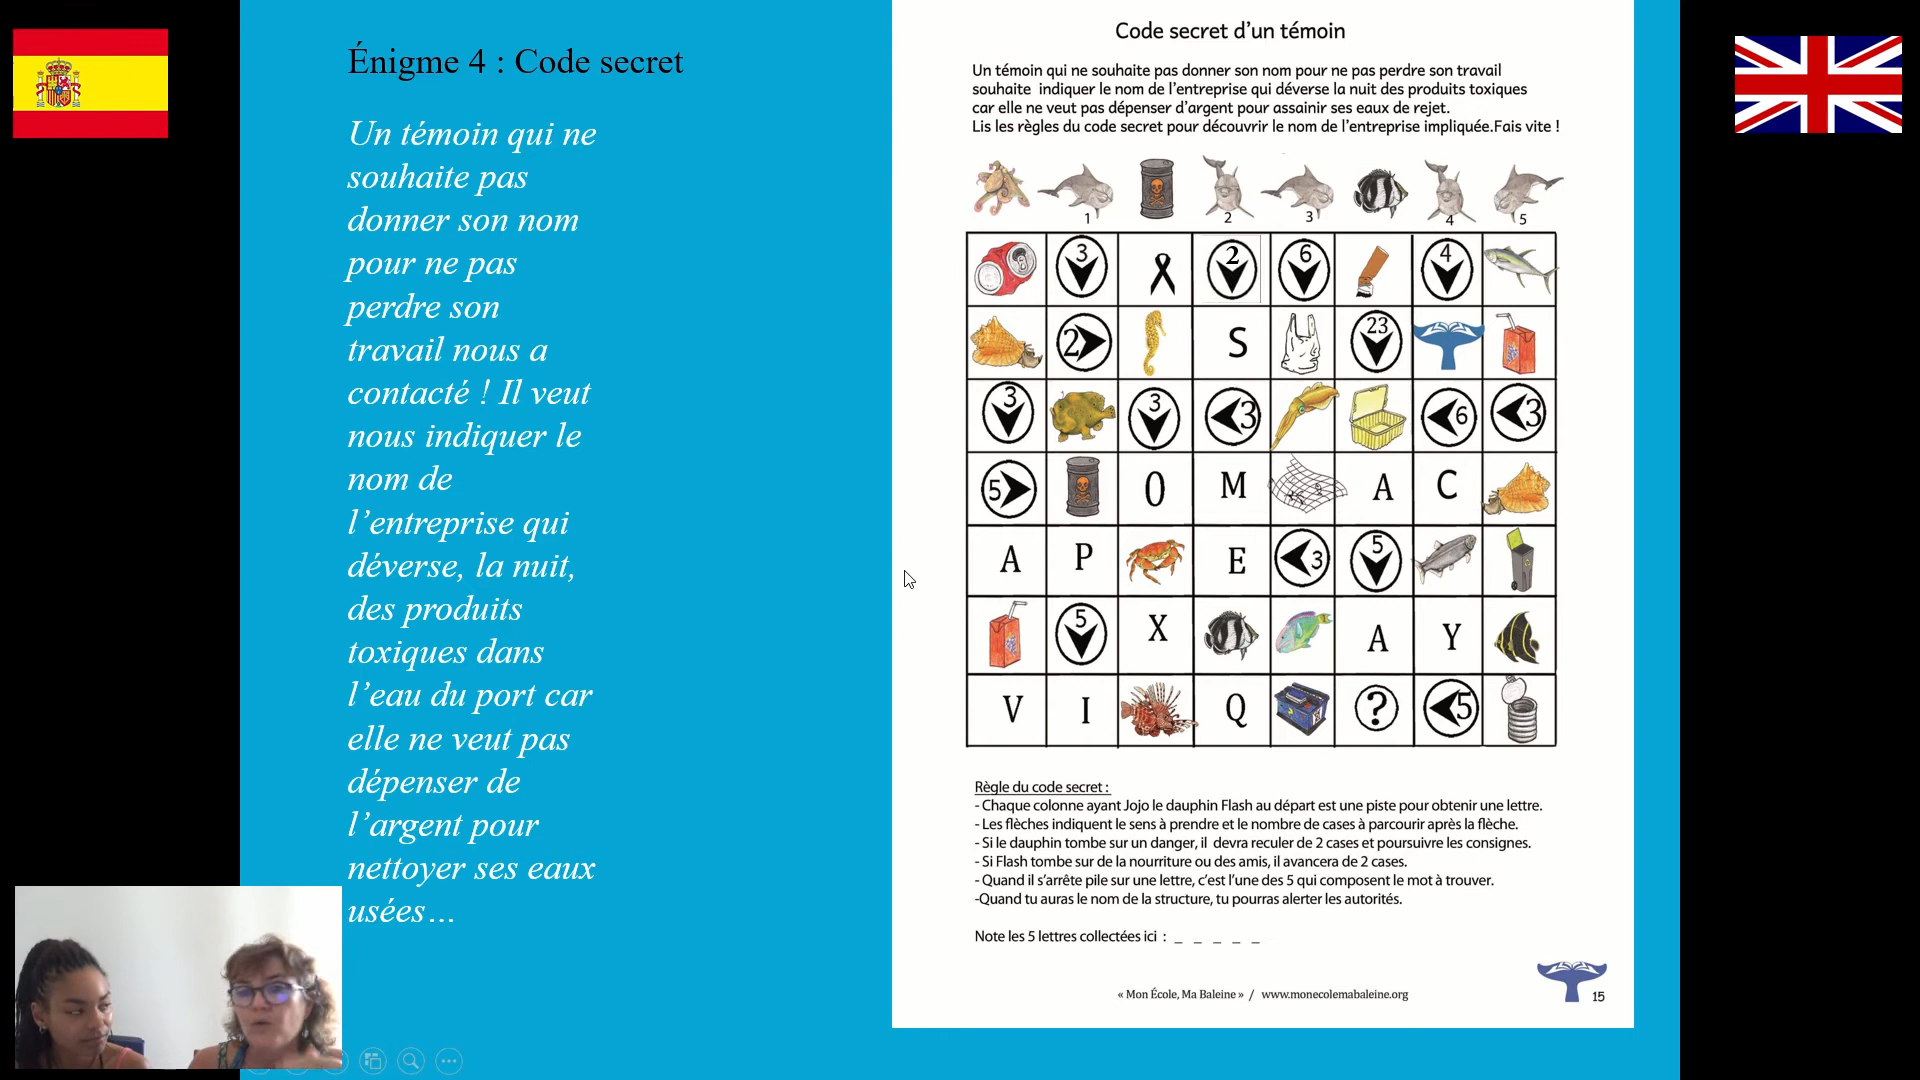 Énigme 4 : Code secret
Un témoin qui ne
souhaite pas
donner son nom
pour ne pas
perdre son
travail nous a
contacté ! Il veut
nous indiquer le
nom de
l’entreprise qui
déverse, la nuit,
des produits
toxiques dans
l’eau du port car
elle ne veut pas
dépenser de
l’argent pour
nettoyer ses eaux
usées…
Code secret d’un témoin
Un témoin qui ne souhaite pas donner son nom pour ne pas perdre son travail
souhaite indiquer le nom de l’entreprise qui déverse la nuit des produits toxiques
car elle ne veut pas dépenser d’argent pour assainir ses eaux de rejet.
Lis les règles du code secret pour découvrir le nom de l’entreprise impliquée.Fais vite !
1 2 3 4 5
3 2 6 4
2 S 23
3 3 3 6 3
5 O M A C
A P E 3 5
5 X A Y
V I Q ? 5
Règle du code secret :
- Chaque colonne ayant Jojo le dauphin Flash au départ est une piste pour obtenir une lettre.
- Les flèches indiquent le sens à prendre et le nombre de cases à parcourir après la flèche.
- Si le dauphin tombe sur un danger, il devra reculer de 2 cases et poursuivre les consignes.
- Si Flash tombe sur de la nourriture ou des amis, il avancera de 2 cases.
- Quand il s’arrête pile sur une lettre, c’est l’une des 5 qui composent le mot à trouver.
-Quand tu auras le nom de la structure, tu pourras alerter les autorités.
Note les 5 lettres collectées ici : _ _ _ _ _
« Mon École, Ma Baleine » / www.monecolemabaleine.org
15